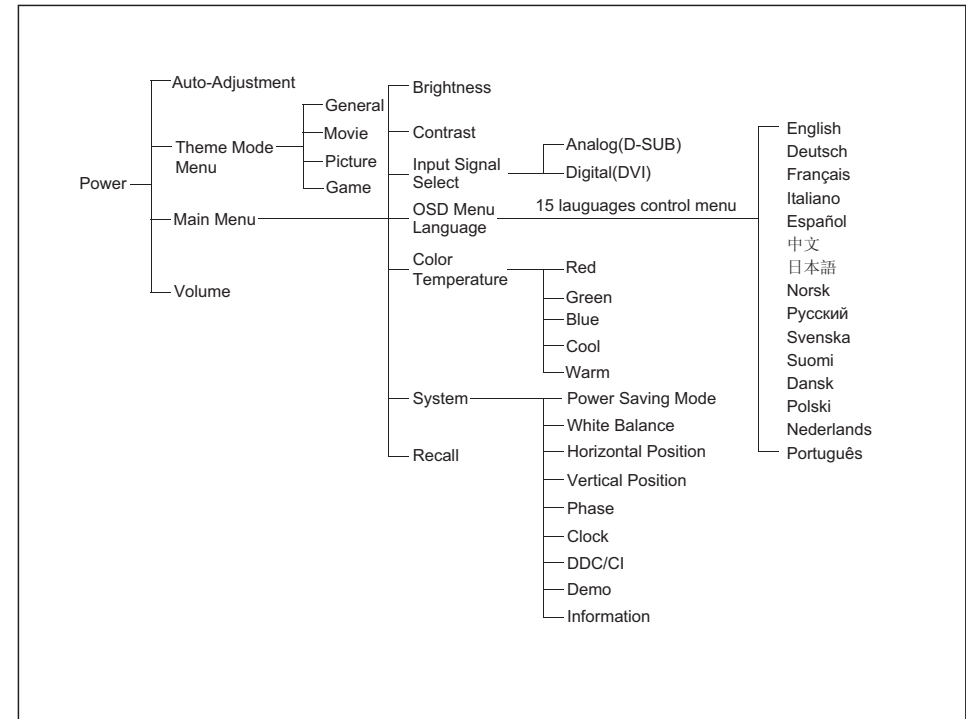 Power
Auto-Adjustment
Theme Mode
Menu
General
Movie
Picture
Game
Main Menu
Volume
Brightness
Contrast
Input Signal
Select
Analog(D-SUB)
Digital(DVI)
OSD Menu
Language
15 lauguages control menu
English
Deutsch
Français
Italiano
Español
中文
日本語
Norsk
Русский
Svenska
Suomi
Dansk
Polski
Nederlands
Português
Color
Temperature
Red
Green
Blue
Cool
Warm
System
Power Saving Mode
White Balance
Horizontal Position
Vertical Position
Phase
Clock
DDC/CI
Demo
Information
Recall